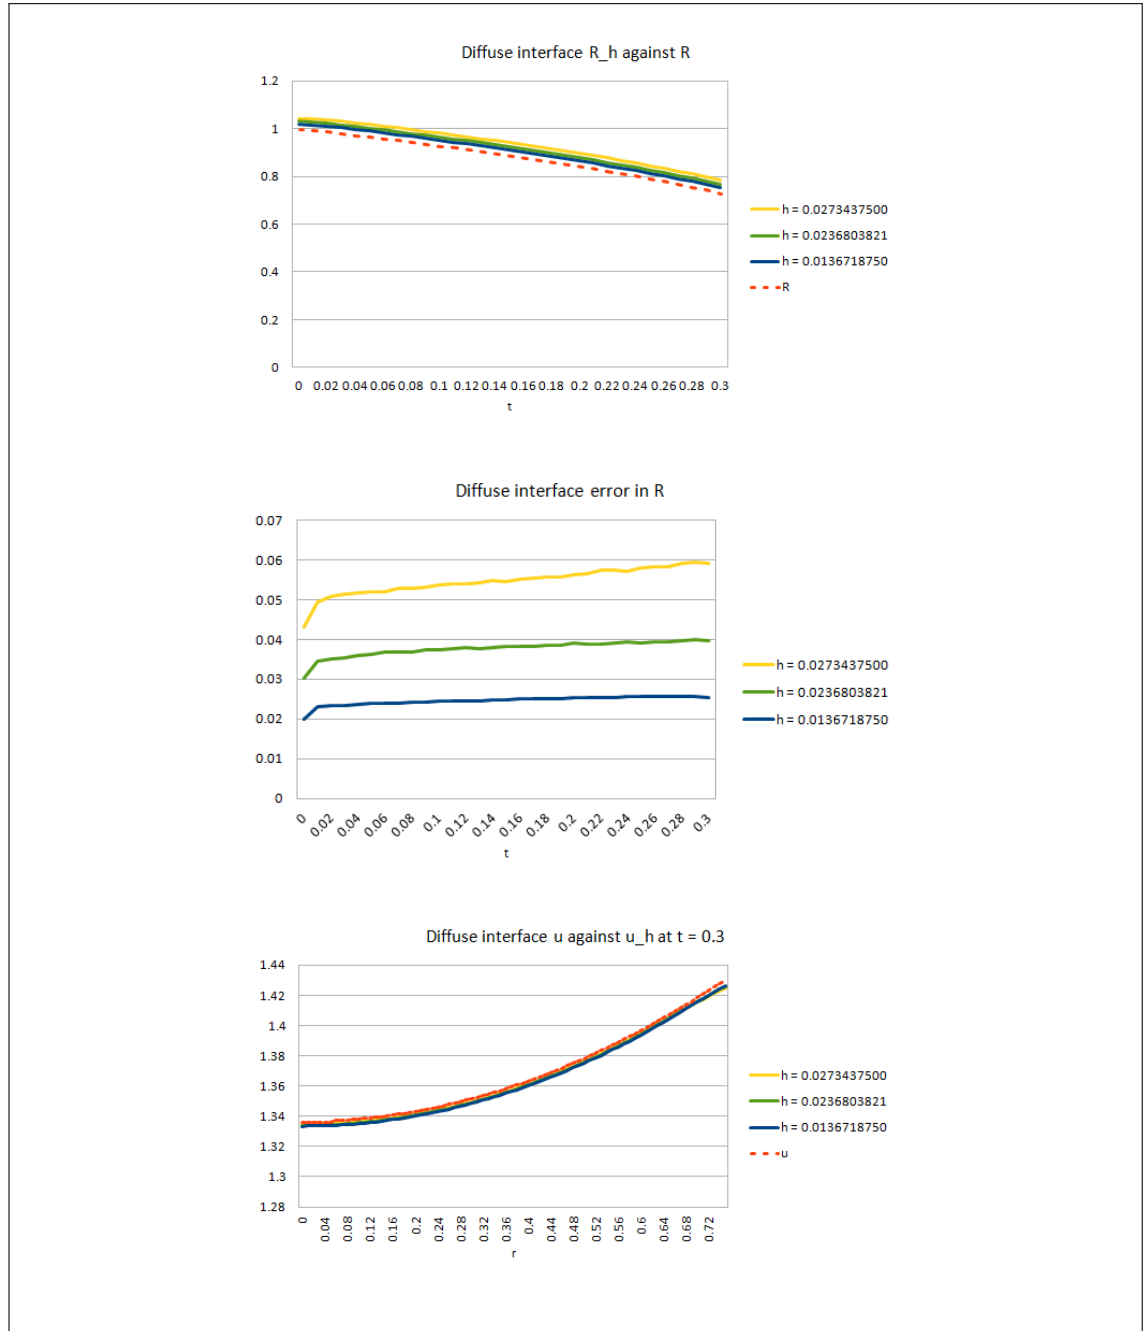 Diffuse interface R_h against R
1.2
1
0.8
0.6
0.4
0.2
0
0 0.02 0.04 0.06 0.08 0.1 0.12 0.14 0.16 0.18 0.2 0.22 0.24 0.26 0.28 0.3
t
h = 0.0273437500
h = 0.0236803821
h = 0.0136718750
R
Diffuse interface error in R
0.07
0.06
0.05
0.04
0.03
0.02
0.01
0
0 0.02 0.04 0.06 0.08 0.1 0.12 0.14 0.16 0.18 0.2 0.22 0.24 0.26 0.28 0.3
t
h = 0.0273437500
h = 0.0236803821
h = 0.0136718750
Diffuse interface u against u_h at t = 0.3
1.44
1.42
1.4
1.38
1.36
1.34
1.32
1.3
1.28
0 0.04 0.08 0.12 0.16 0.2 0.24 0.28 0.32 0.36 0.4 0.44 0.48 0.52 0.56 0.6 0.64 0.68 0.72
r
h = 0.0273437500
h = 0.0236803821
h = 0.0136718750
u